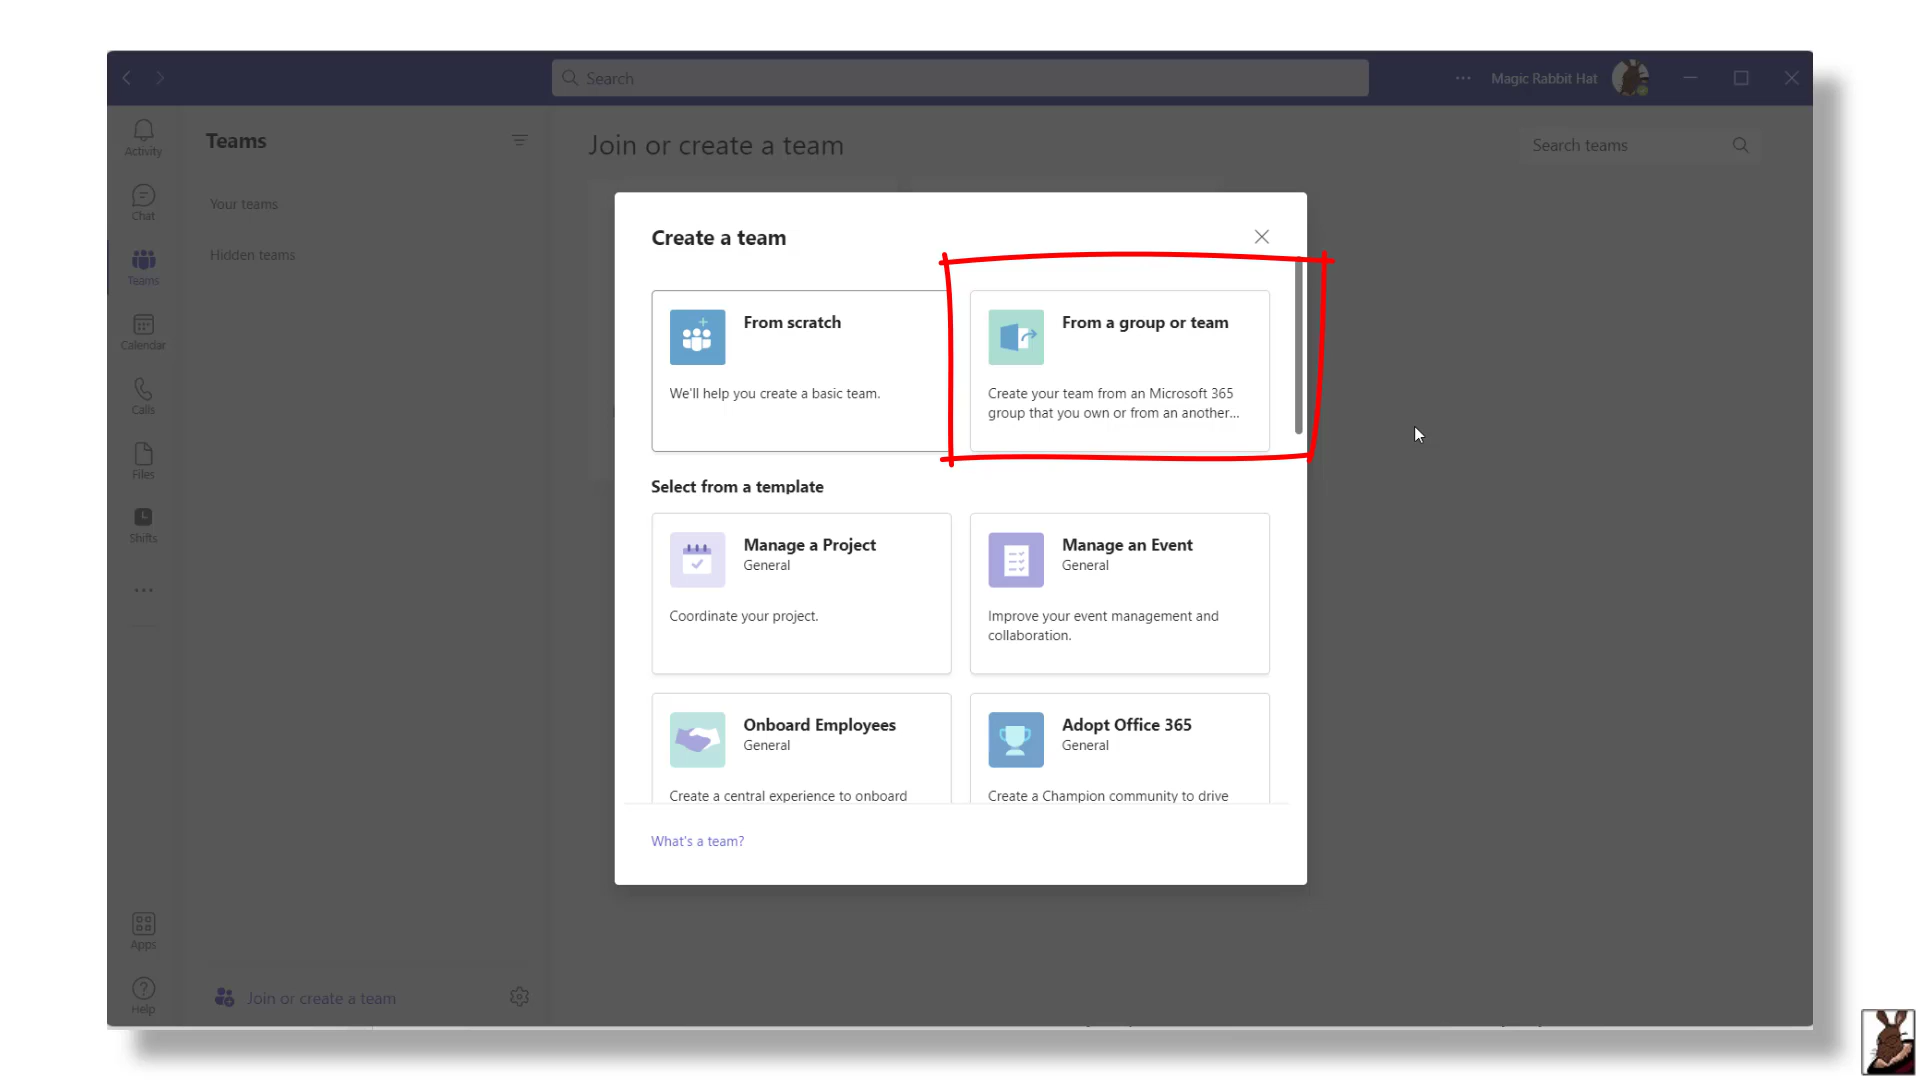 Search
Magic Rabbit Hat
Activity
Chat
Teams
Calendar
Calls
Files
Shifts
Apps
Help
Teams
Your teams
Hidden teams
Join or create a team
Join or create a team
Search teams
Create a team
From scratch
We'll help you create a basic team.
From a group or team
Create your team from an Microsoft 365
group that you own or from an another...
Select from a template
Manage a Project
General
Coordinate your project.
Manage an Event
General
Improve your event management and
collaboration.
Onboard Employees
General
Create a central experience to onboard
Adopt Office 365
General
Create a Champion community to drive
What's a team?